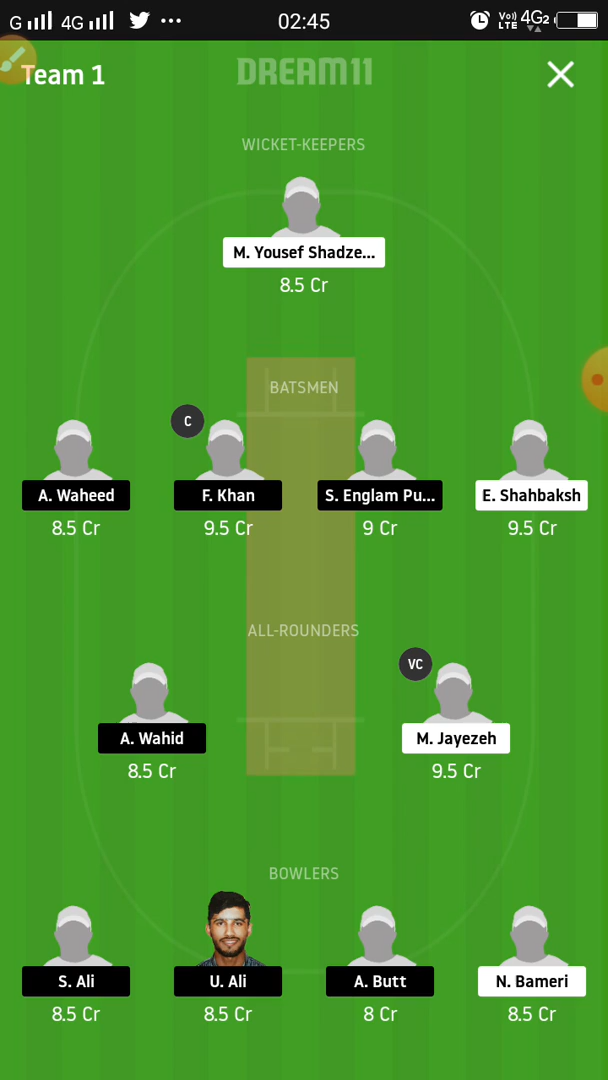 G 4G 02:45 Vo) LTE 4G2
Team 1 DREAM11
WICKET-KEEPERS
M. Yousef Shadze...
8.5 Cr
BATSMEN
C
A. Waheed F. Khan S. Englam Pu... E. Shahbaksh
8.5 Cr 9.5 Cr 9 Cr 9.5 Cr
ALL-ROUNDERS
VC
A. Wahid M. Jayezeh
8.5 Cr 9.5 Cr
BOWLERS
S. Ali U. Ali A. Butt N. Bameri
8.5 Cr 8.5 Cr 8 Cr 8.5 Cr